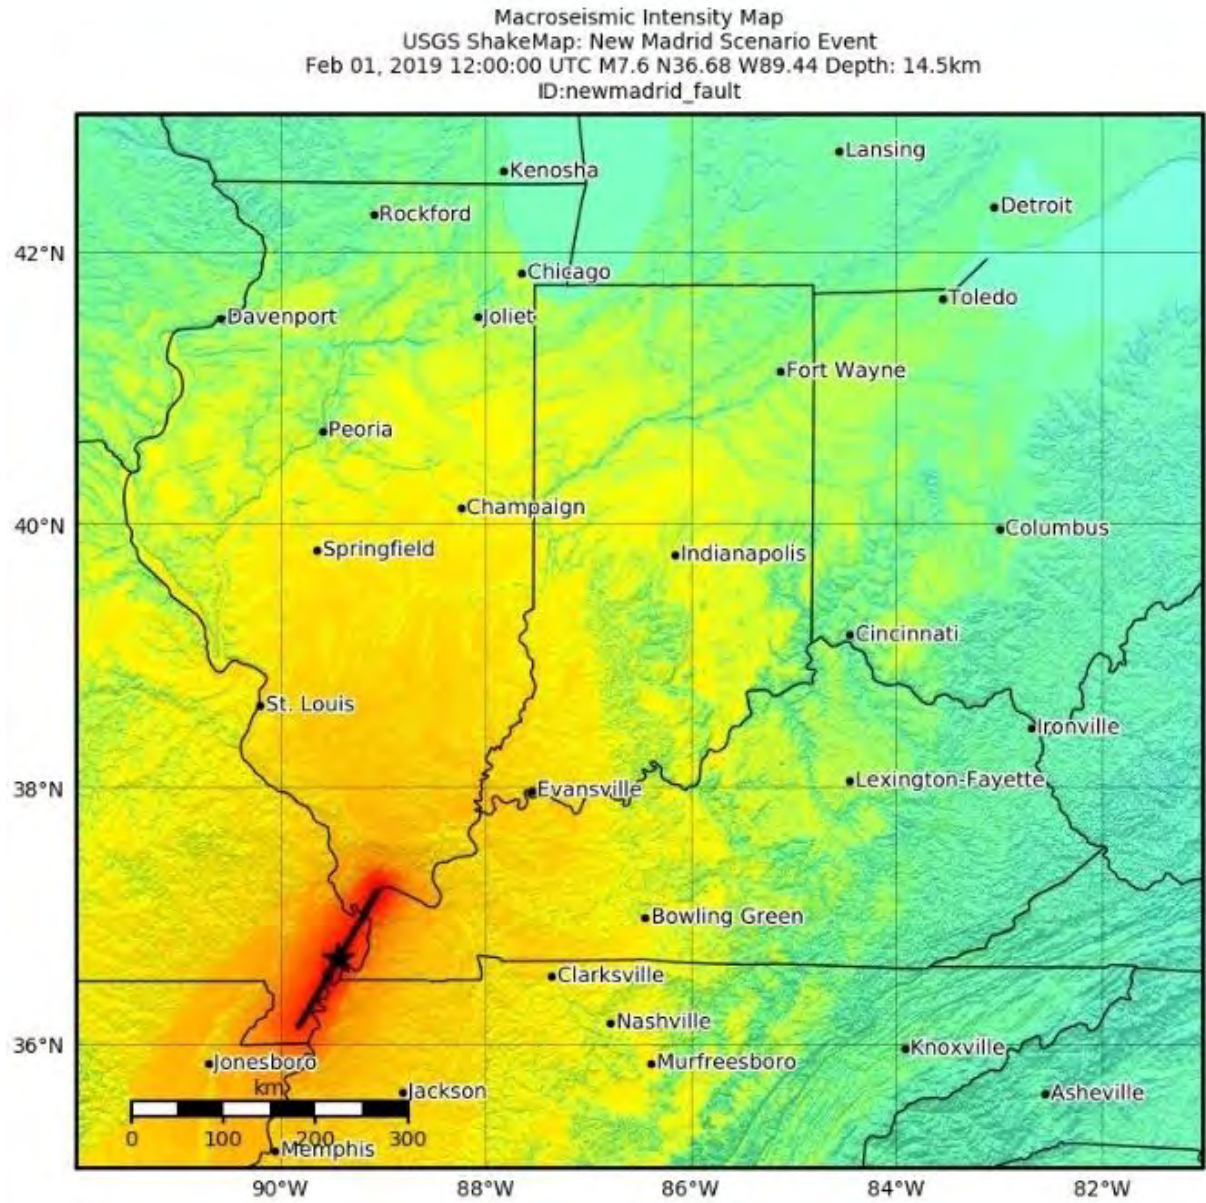 Macroseismic Intensity Map
USGS ShakeMap: New Madrid Scenario Event
Feb 01, 2019 12:00:00 UTC M7.6 N36.68 W89.44 Depth: 14.5km
ID:newmadrid_fault
Lansing
Kenosha
Detroit
Rockford
42°N
Chicago
Toledo
Davenport
Joliet
Fort Wayne
Peoria
Champaign
40°N
Columbus
Springfield
Indianapolis
Cincinnati
St. Louis
Ironville
38°N
Evansville
Lexington-Fayette
Bowling Green
Clarksville
Nashville
36°N
Knoxville
Jonesboro
Murfreesboro
km
Jackson
Asheville
0 100 200 300
Memphis
90°W 88°W 86°W 84°W 82°W